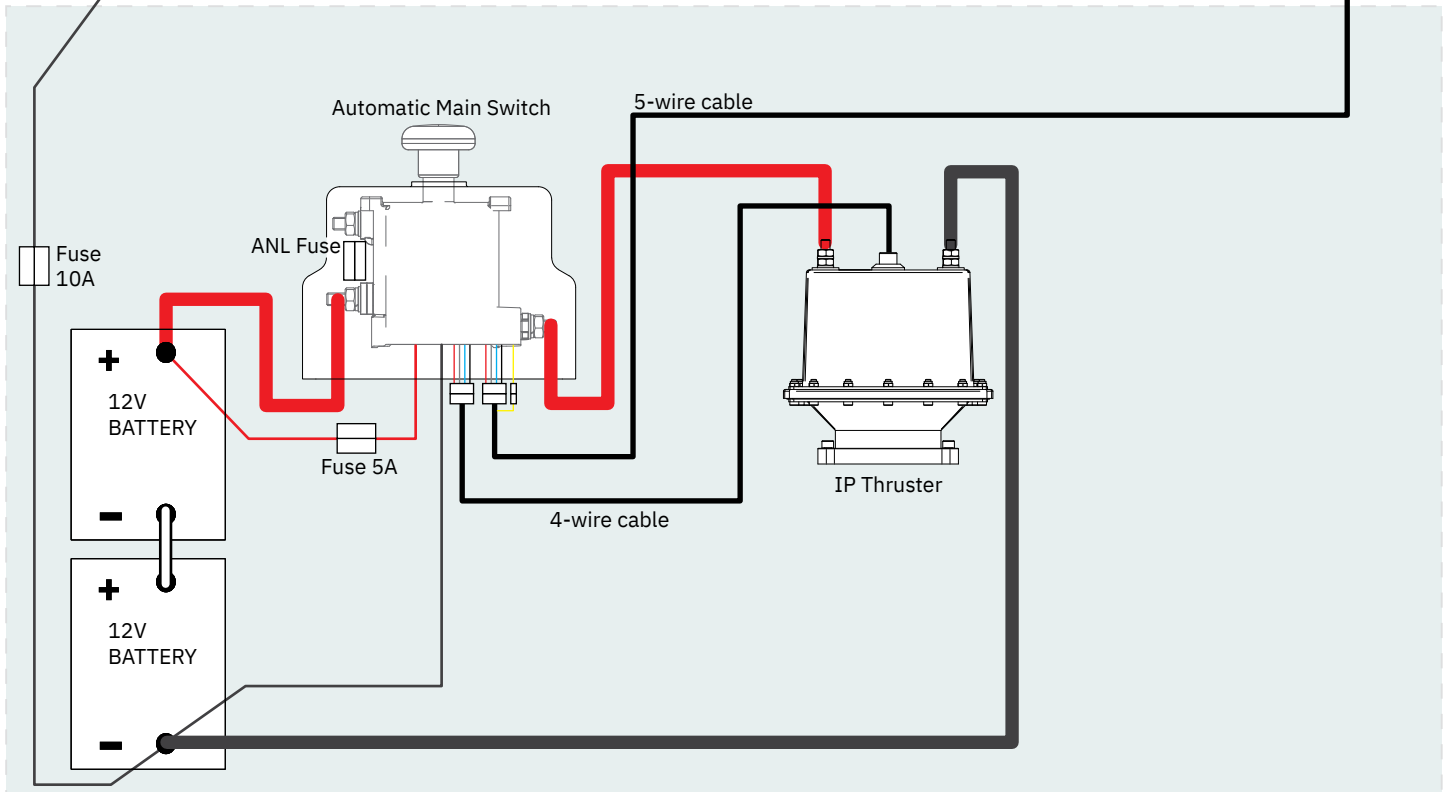 Automatic Main Switch
5-wire cable
ANL Fuse
Fuse
10A
+
12V
BATTERY
-
Fuse 5A
IP Thruster
4-wire cable
+
12V
BATTERY
-